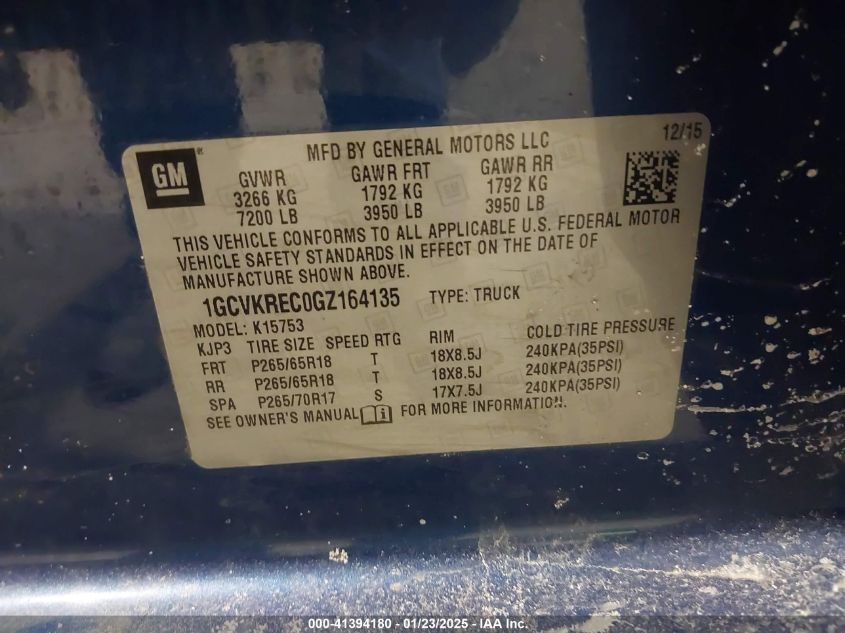 MFD BY GENERAL MOTORS LLC 12/15
GM GVWR GAWR FRT GAWR RR
3266 KG 1792 KG 1792 KG
7200 LB 3950 LB 3950 LB
THIS VEHICLE CONFORMS TO ALL APPLICABLE U.S. FEDERAL MOTOR
VEHICLE SAFETY STANDARDS IN EFFECT ON THE DATE OF
MANUFACTURE SHOWN ABOVE.
1GCVKREC0GZ164135 TYPE: TRUCK
MODEL: K15753
KJP3 TIRE SIZE SPEED RTG RIM COLD TIRE PRESSURE
FRT P265/65R18 T 18X8.5J 240KPA(35PSI)
RR P265/65R18 T 18X8.5J 240KPA(35PSI)
SPA P265/70R17 S 17X7.5J 240KPA(35PSI)
SEE OWNER'S MANUAL i FOR MORE INFORMATION.
000-41394180 - 01/23/2025 - IAA Inc.